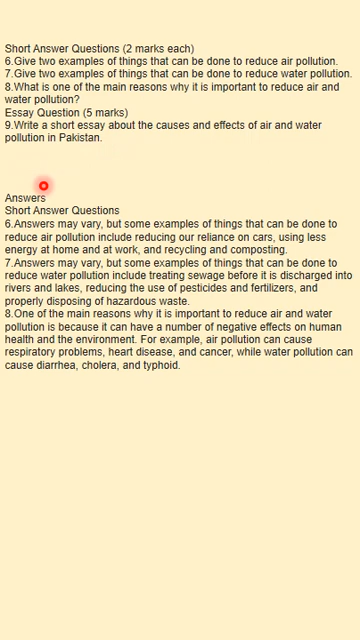 Short Answer Questions (2 marks each)
6.Give two examples of things that can be done to reduce air pollution.
7.Give two examples of things that can be done to reduce water pollution.
8.What is one of the main reasons why it is important to reduce air and
water pollution?
Essay Question (5 marks)
9.Write a short essay about the causes and effects of air and water
pollution in Pakistan.
Answers
Short Answer Questions
6.Answers may vary, but some examples of things that can be done to
reduce air pollution include reducing our reliance on cars, using less
energy at home and at work, and recycling and composting.
7.Answers may vary, but some examples of things that can be done to
reduce water pollution include treating sewage before it is discharged into
rivers and lakes, reducing the use of pesticides and fertilizers, and
properly disposing of hazardous waste.
8.One of the main reasons why it is important to reduce air and water
pollution is because it can have a number of negative effects on human
health and the environment. For example, air pollution can cause
respiratory problems, heart disease, and cancer, while water pollution can
cause diarrhea, cholera, and typhoid.